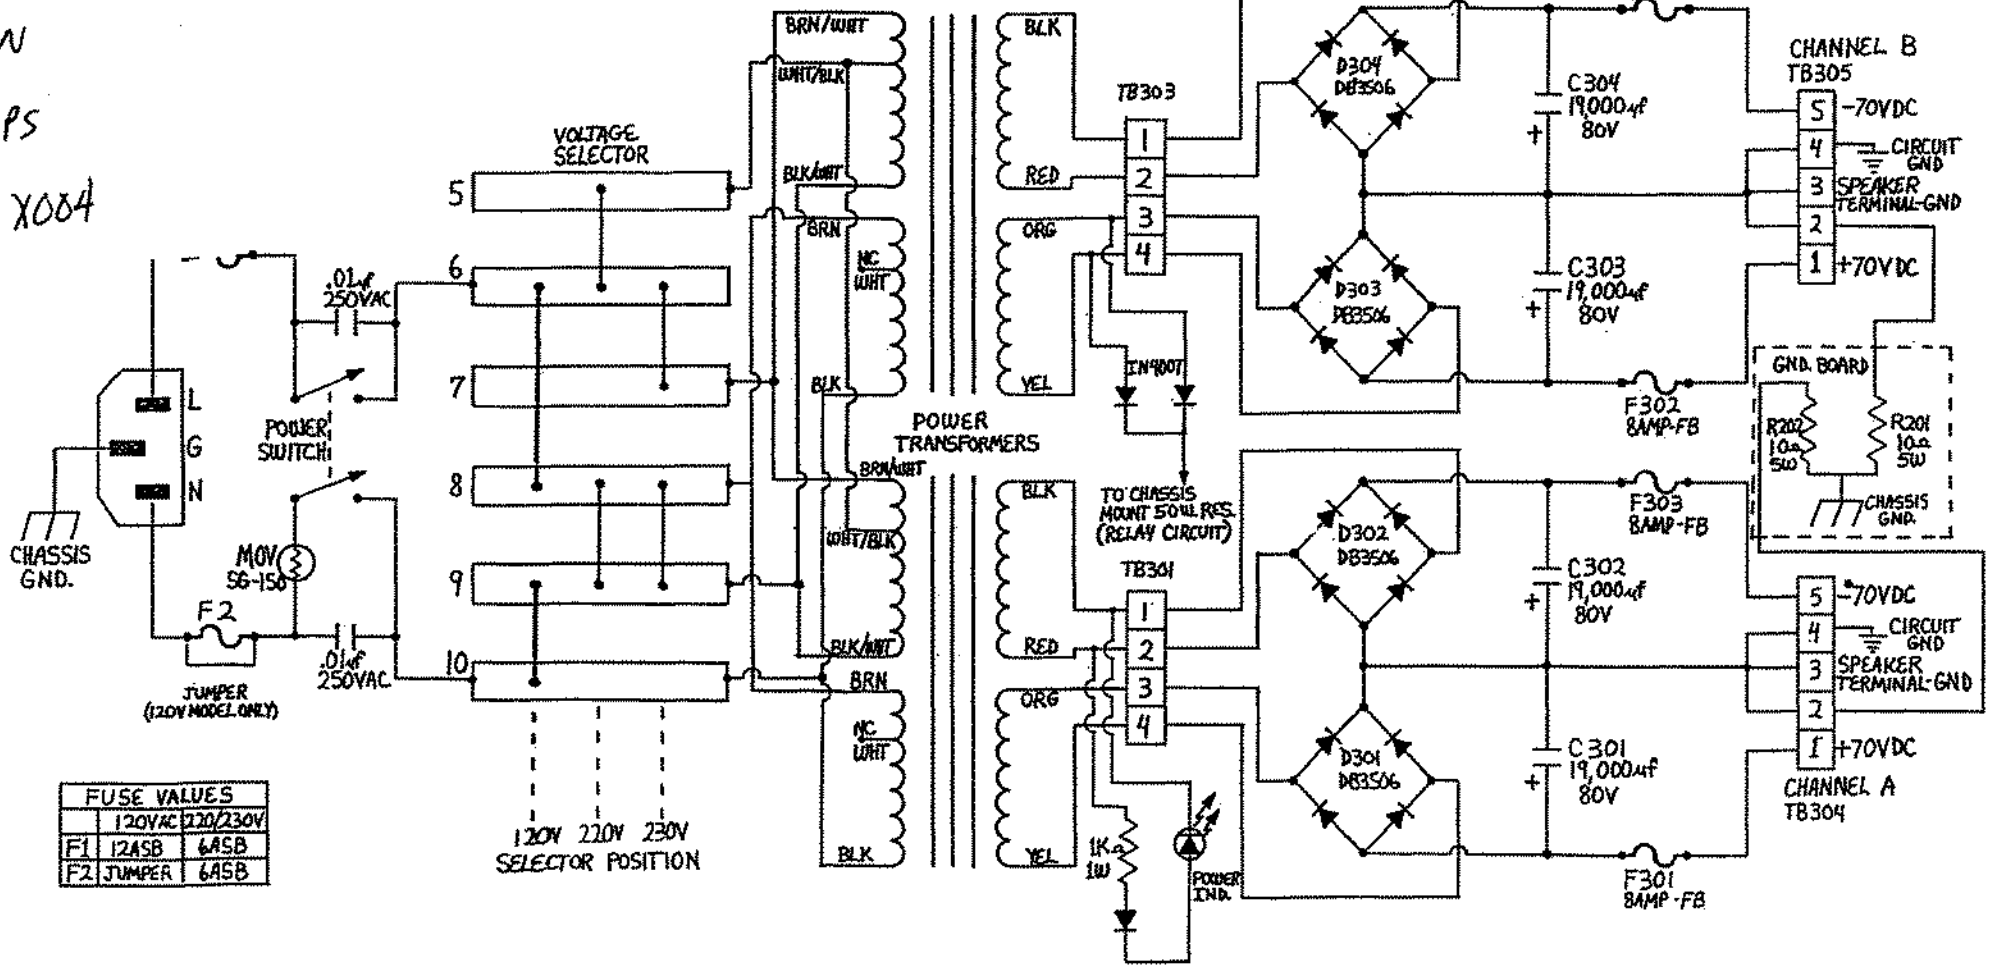 N
PS
X004
.01uf
250VAC
L
G
N
POWER
SWITCH
CHASSIS
GND.
MOV
SG-150
F2
JUMPER
(120V MODEL ONLY)
.01uf
250VAC
FUSE VALUES
120VAC 220/230V
F1 12ASB 6ASB
F2 JUMPER 6ASB
VOLTAGE
SELECTOR
5
6
7
8
9
10
120V 220V 230V
SELECTOR POSITION
BRN/WHT
WHT/BLK
BLK/WHT
BRN
NC
WHT
BLK
BRN/WHT
WHT/BLK
BLK/WHT
BRN
NC
WHT
BLK
POWER
TRANSFORMERS
BLK
RED
ORG
YEL
BLK
RED
ORG
YEL
TB303
1
2
3
4
IN4007
TO CHASSIS
MOUNT 50W. RES.
(RELAY CIRCUIT)
TB301
1
2
3
4
1KΩ
1W
POWER
IND.
D304
DB3506
D303
DB3506
D302
DB3506
D301
DB3506
C304
19,000uf
80V
+
C303
19,000uf
80V
+
C302
19,000uf
80V
+
C301
19,000uf
80V
+
F302
8AMP-FB
F303
8AMP-FB
F301
8AMP-FB
CHANNEL B
TB305
5 -70VDC
4 CIRCUIT
GND
3 SPEAKER
TERMINAL-GND
2
1 +70VDC
GND. BOARD
R202
10Ω
5W
R201
10Ω
5W
CHASSIS
GND.
5 -70VDC
4 CIRCUIT
GND
3 SPEAKER
TERMINAL-GND
2
1 +70VDC
CHANNEL A
TB304